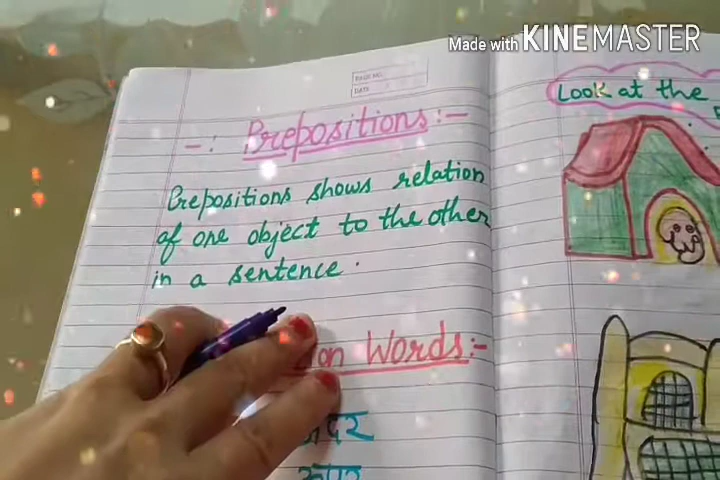 Made with KINEMASTER
PAGE NO.
DATE
-: Prepositions :-
Prepositions shows relation
of one object to the other
in a sentence.
Words :-
Look at the